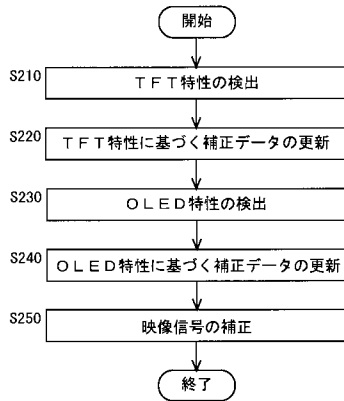 開始
S210
TFT特性の検出
S220
TFT特性に基づく補正データの更新
S230
OLED特性の検出
S240
OLED特性に基づく補正データの更新
S250
映像信号の補正
終了